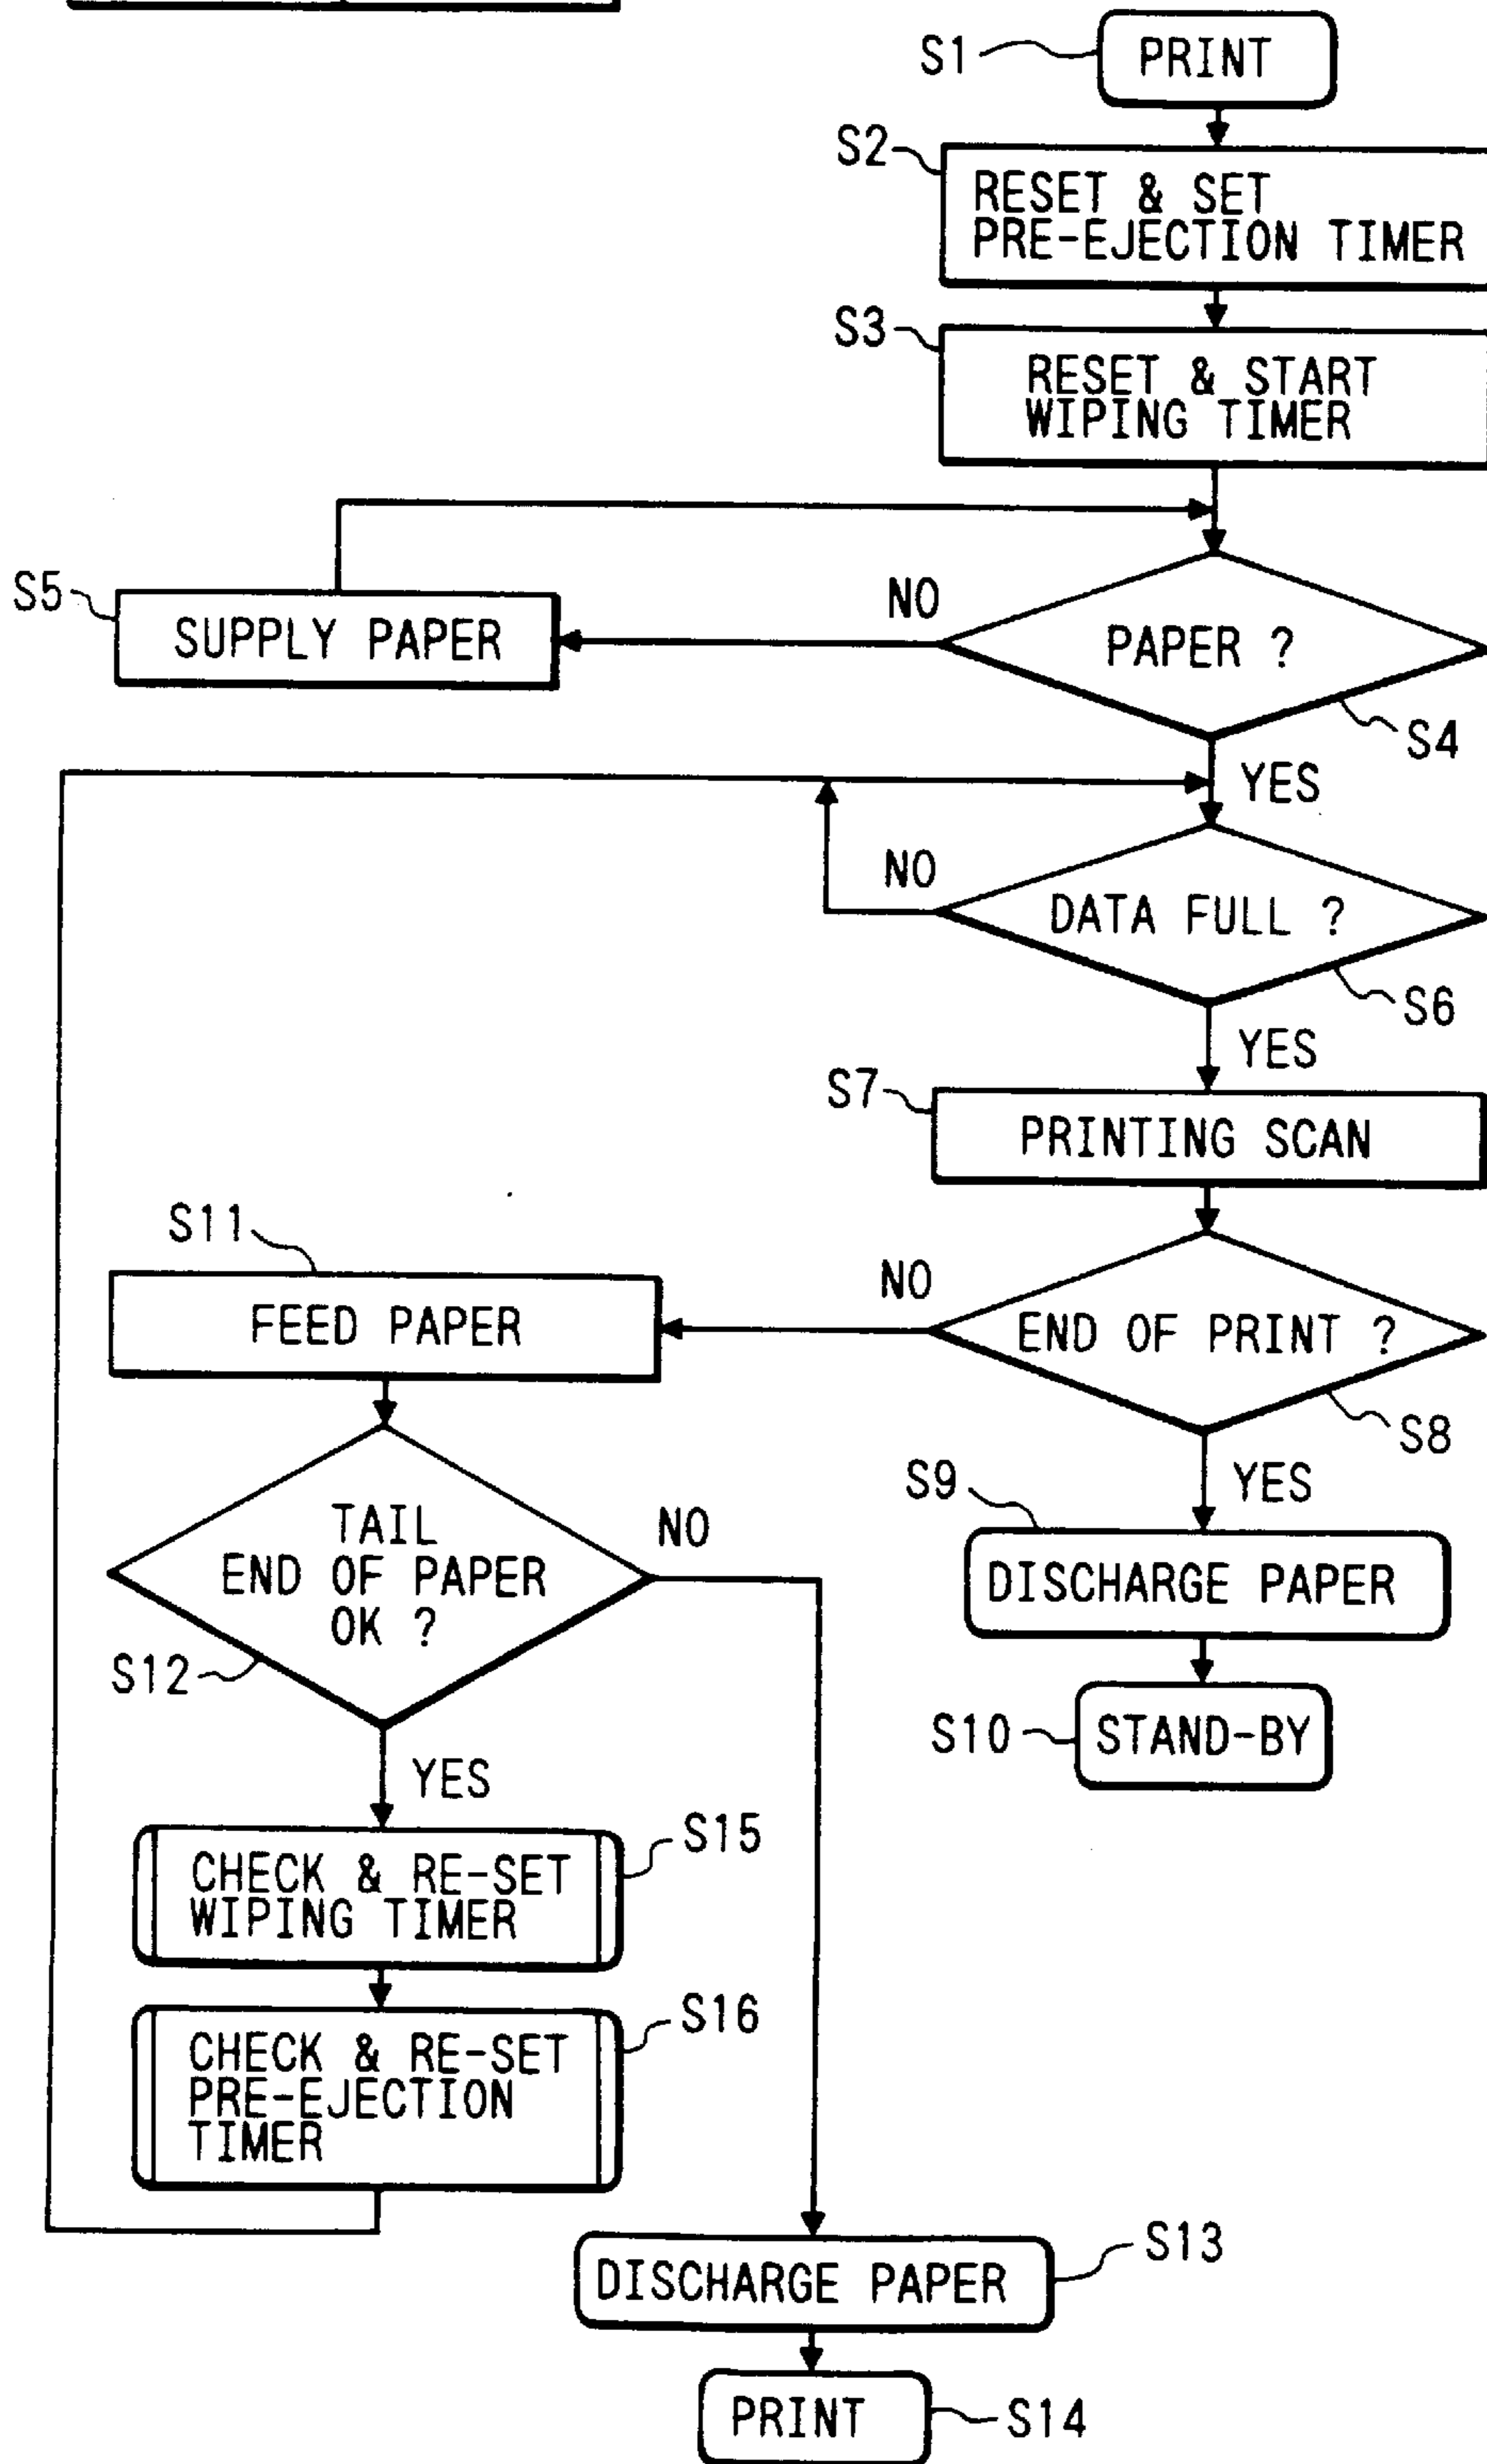 S1
PRINT
S2
RESET & SET
PRE-EJECTION TIMER
S3
RESET & START
WIPING TIMER
S5
SUPPLY PAPER
NO
PAPER ?
S4
YES
NO
DATA FULL ?
S6
YES
S7
PRINTING SCAN
S11
FEED PAPER
NO
END OF PRINT ?
S8
YES
S9
DISCHARGE PAPER
S10
STAND-BY
TAIL
END OF PAPER
OK ?
NO
S12
YES
S15
CHECK & RE-SET
WIPING TIMER
S16
CHECK & RE-SET
PRE-EJECTION
TIMER
S13
DISCHARGE PAPER
PRINT
S14